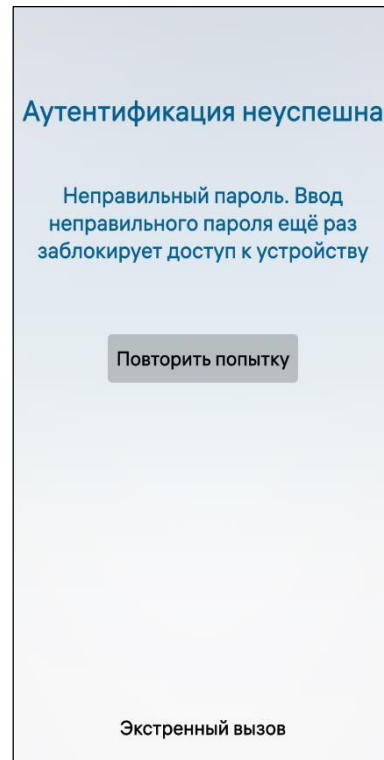 Аутентификация неуспешна
Неправильный пароль. Ввод
неправильного пароля ещё раз
заблокирует доступ к устройству
Повторить попытку
Экстренный вызов